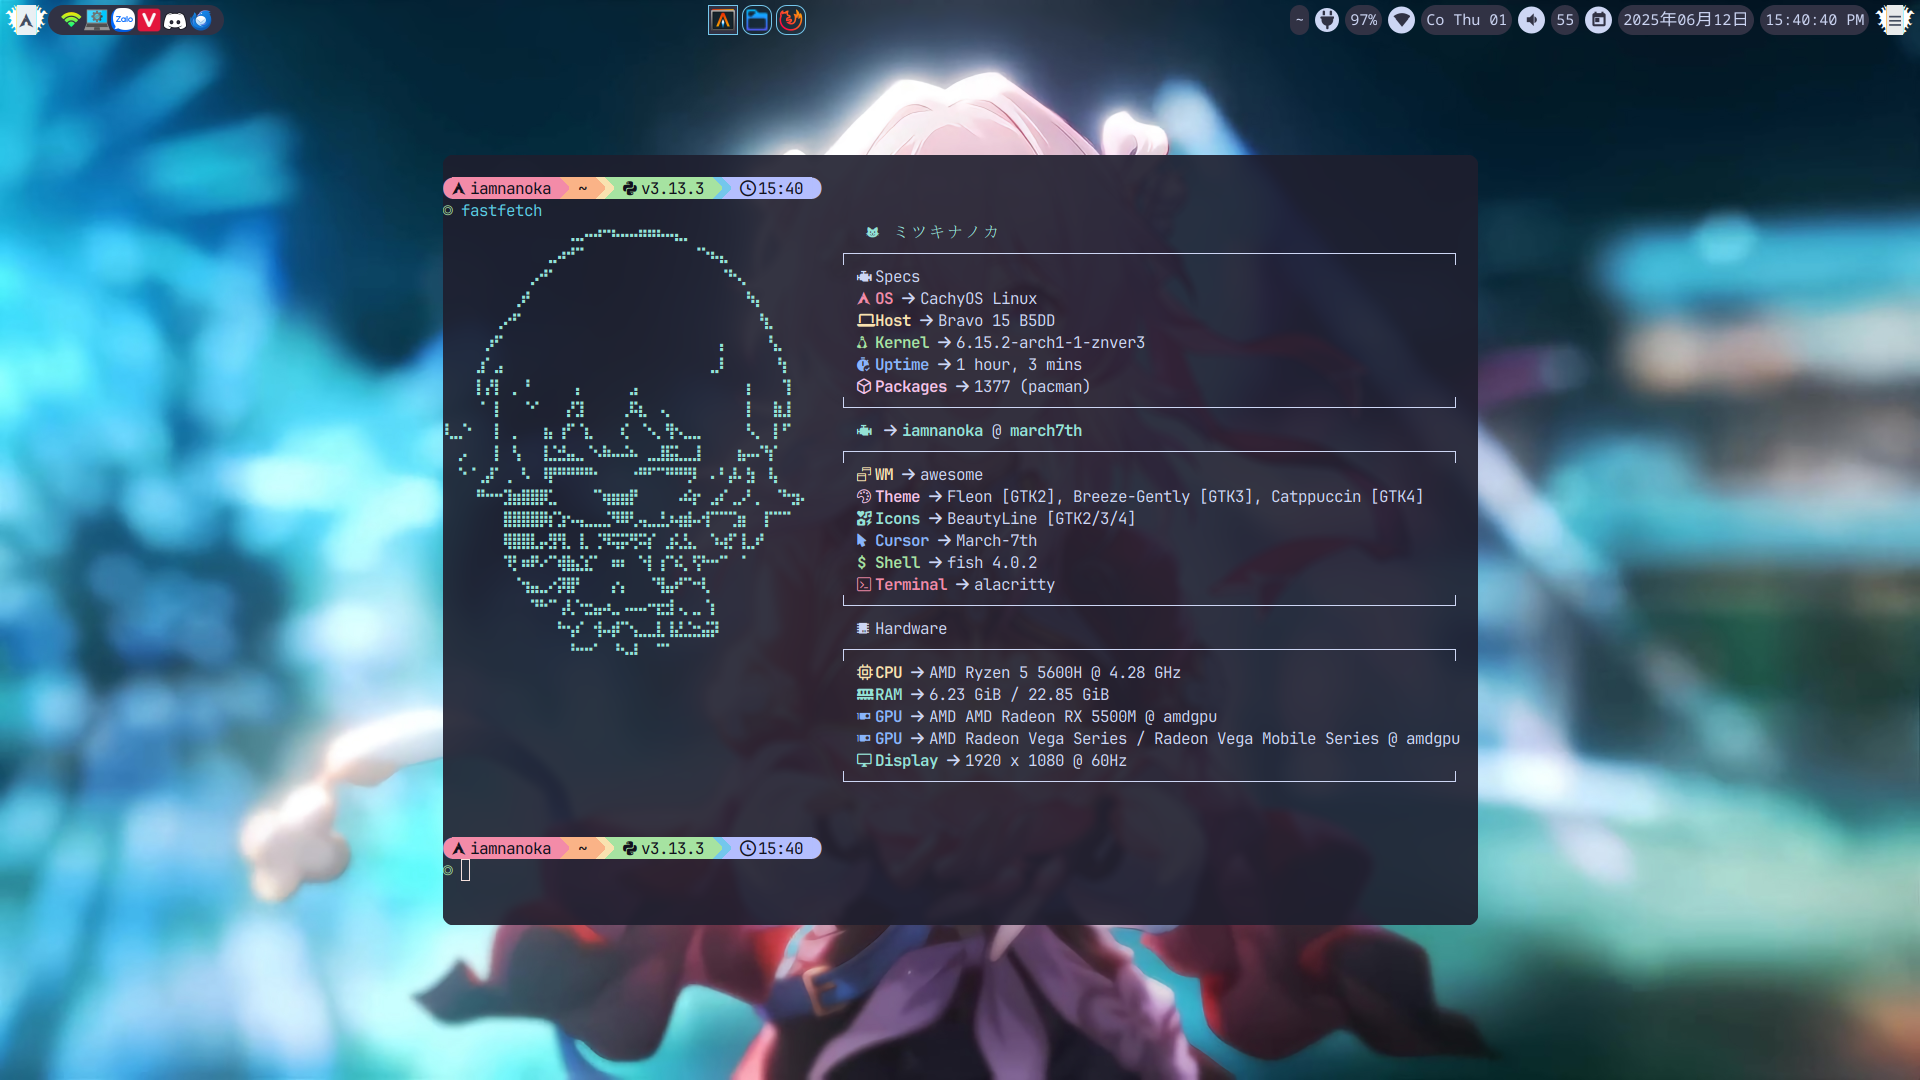 Zalo
~ 97% Co Thu 01 55 2025年06月12日 15:40:40 PM
iamnanoka ~ v3.13.3 15:40
fastfetch
ミツキナノカ
Specs
OS → CachyOS Linux
Host → Bravo 15 B5DD
Kernel → 6.15.2-arch1-1-znver3
Uptime → 1 hour, 3 mins
Packages → 1377 (pacman)
→ iamnanoka @ march7th
WM → awesome
Theme → Fleon [GTK2], Breeze-Gently [GTK3], Catppuccin [GTK4]
Icons → BeautyLine [GTK2/3/4]
Cursor → March-7th
$ Shell → fish 4.0.2
Terminal → alacritty
Hardware
CPU → AMD Ryzen 5 5600H @ 4.28 GHz
RAM → 6.23 GiB / 22.85 GiB
GPU → AMD AMD Radeon RX 5500M @ amdgpu
GPU → AMD Radeon Vega Series / Radeon Vega Mobile Series @ amdgpu
Display → 1920 x 1080 @ 60Hz
iamnanoka ~ v3.13.3 15:40